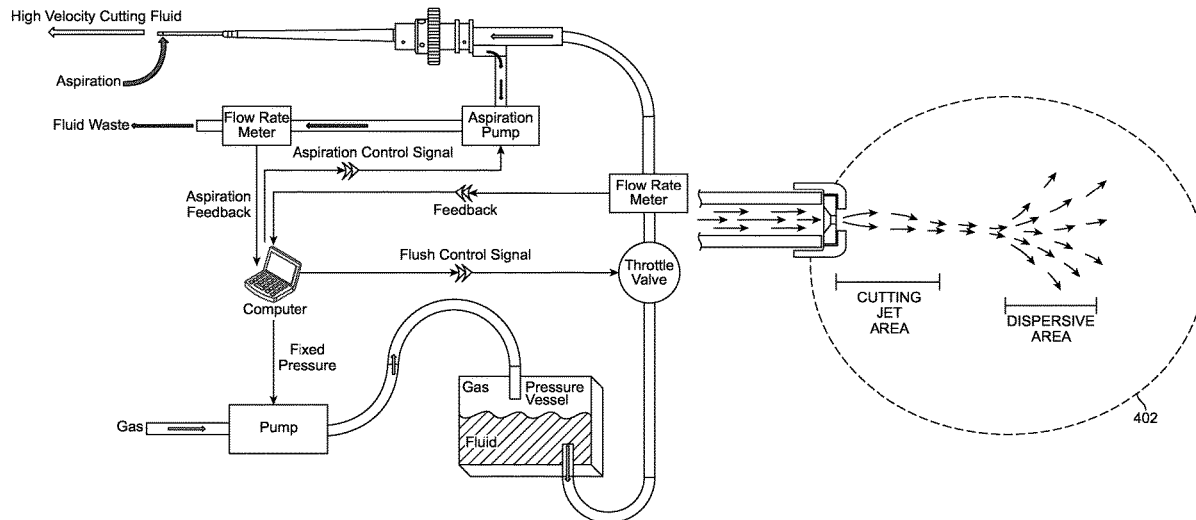 High Velocity Cutting Fluid
Aspiration
Fluid Waste
Flow Rate
Meter
Aspiration
Pump
Aspiration Control Signal
Aspiration
Feedback
Feedback
Flow Rate
Meter
Flush Control Signal
Throttle
Valve
Computer
Fixed
Pressure
Gas
Pump
Gas
Pressure
Vessel
Fluid
CUTTING
JET
AREA
DISPERSIVE
AREA
402